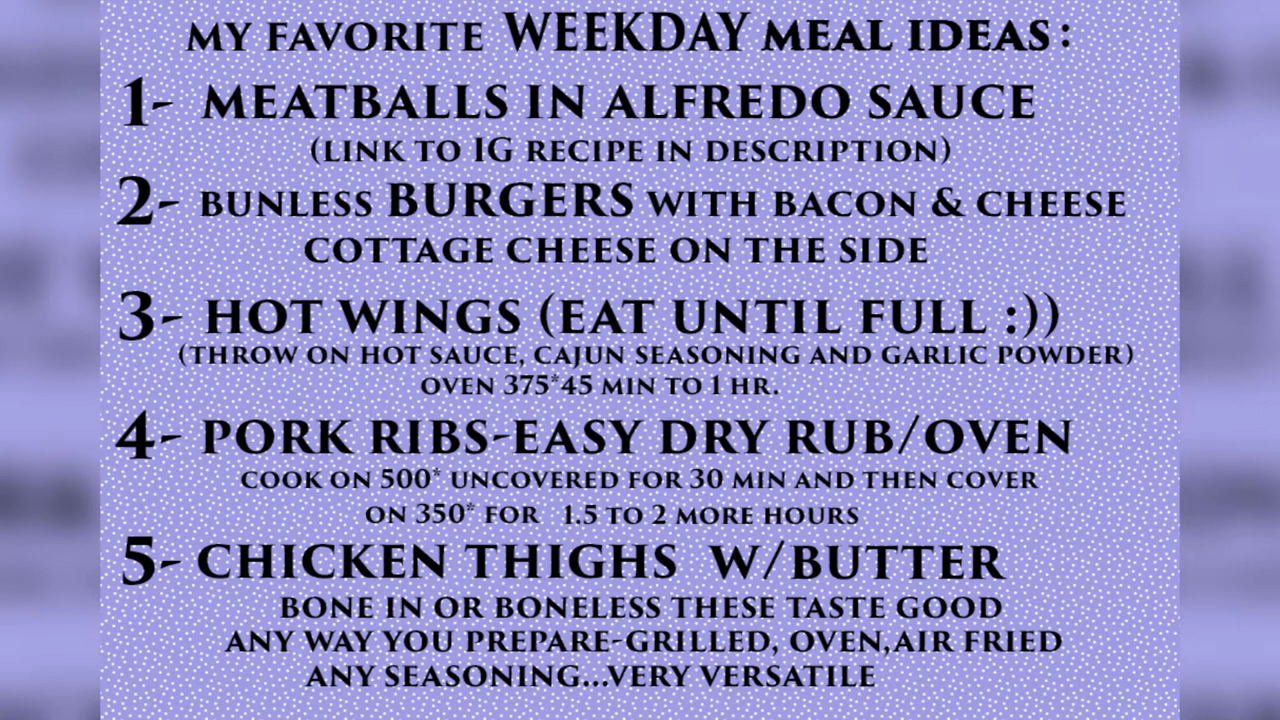 MY FAVORITE WEEKDAY MEAL IDEAS:
1- MEATBALLS IN ALFREDO SAUCE
(LINK TO IG RECIPE IN DESCRIPTION)
2- BUNLESS BURGERS WITH BACON & CHEESE
COTTAGE CHEESE ON THE SIDE
3- HOT WINGS (EAT UNTIL FULL :))
(THROW ON HOT SAUCE, CAJUN SEASONING AND GARLIC POWDER)
OVEN 375*45 MIN TO 1 HR.
4- PORK RIBS-EASY DRY RUB/OVEN
COOK ON 500* UNCOVERED FOR 30 MIN AND THEN COVER
ON 350* FOR 1.5 TO 2 MORE HOURS
5- CHICKEN THIGHS W/BUTTER
BONE IN OR BONELESS THESE TASTE GOOD
ANY WAY YOU PREPARE-GRILLED, OVEN,AIR FRIED
ANY SEASONING...VERY VERSATILE